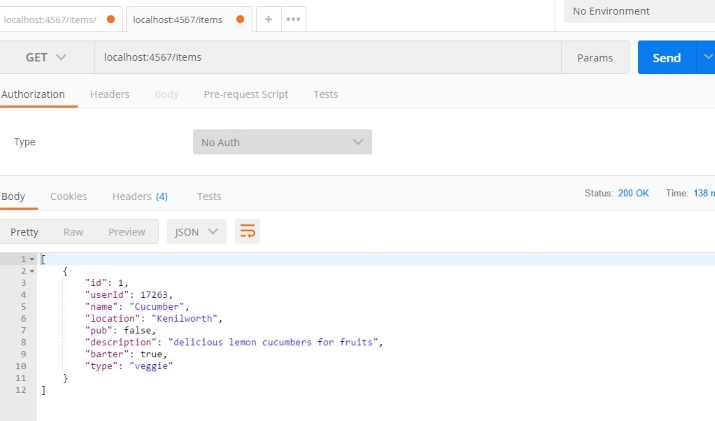 localhost:4567/items/ localhost:4567/items + ••• No Environment
GET localhost:4567/items Params Send
Authorization Headers Body Pre-request Script Tests
Type No Auth
Body Cookies Headers (4) Tests Status: 200 OK Time: 138 m
Pretty Raw Preview JSON
1 [
2 {
3 "id": 1,
4 "userId": 17263,
5 "name": "Cucumber",
6 "location": "Kenilworth",
7 "pub": false,
8 "description": "delicious lemon cucumbers for fruits",
9 "barter": true,
10 "type": "veggie"
11 }
12 ]